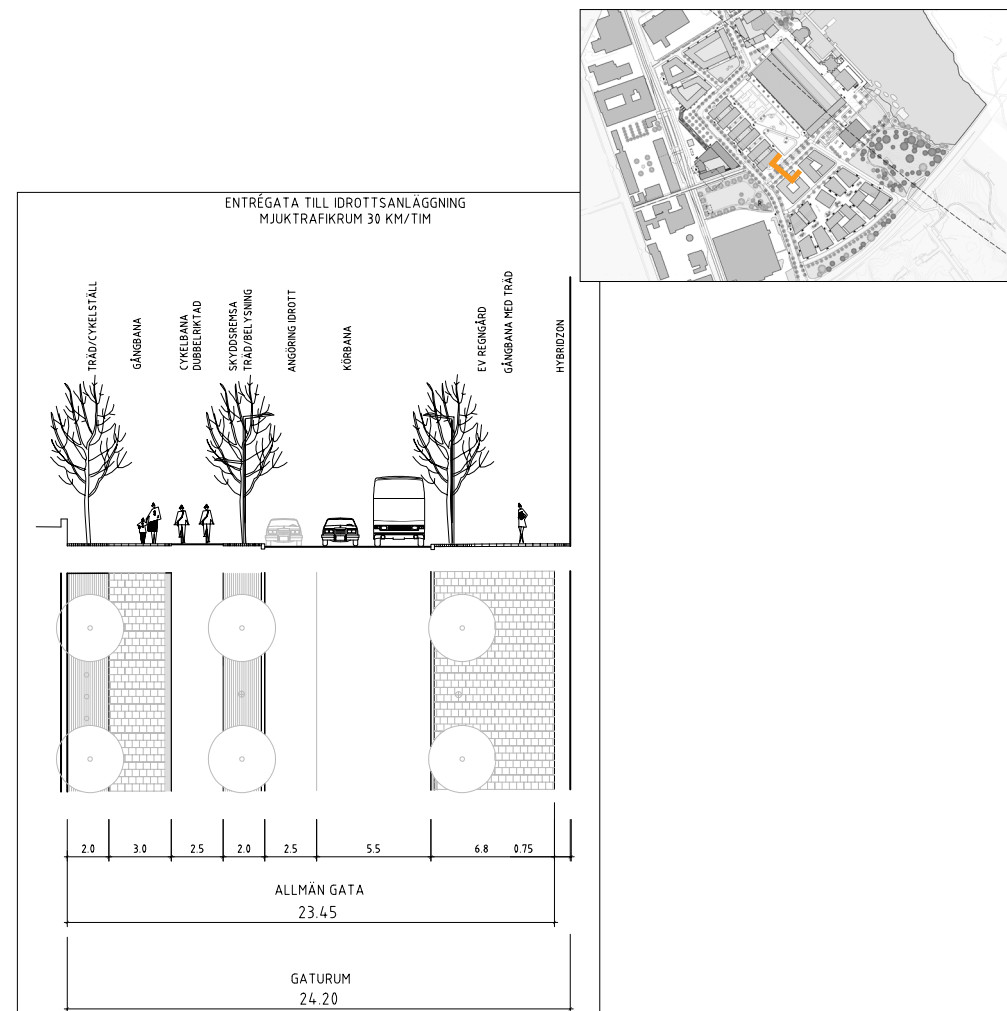 ENTRÉGATA TILL IDROTTSANLÄGGNING
MJUKTRAFIKRUM 30 KM/TIM
TRÄD/CYKELSTÄLL
GÅNGBANA
CYKELBANA
DUBBELRIKTAD
SKYDDSREMSA
TRÄD/BELYSNING
ANGÖRING IDROTT
KÖRBANA
EV REGNGÅRD
GÅNGBANA MED TRÄD
HYBRIDZON
2.0 3.0 2.5 2.0 2.5 5.5 6.8 0.75
ALLMÄN GATA
23.45
GATURUM
24.20